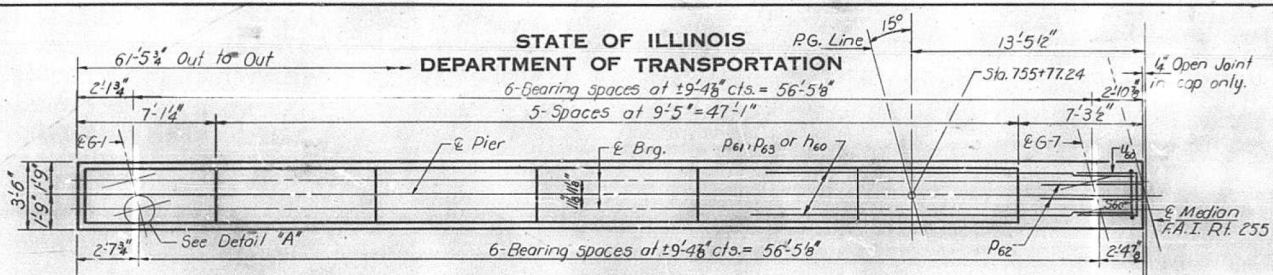 STATE OF ILLINOIS
DEPARTMENT OF TRANSPORTATION
61'-5¾" Out to Out
P.G. Line
15°
13'-5½"
Sta. 755+77.24
¼" Open Joint
in cap only.
2'-1¾"
6-Bearing spaces at ±9'-4⅞" cts. = 56'-5⅛"
2'-10⅞"
7'-1¼"
5-Spaces at 9'-5" = 47'-1"
7'-3½"
℄ G-1
℄ Pier
℄ Brg.
P61, P63 or h60
℄ G-7
u60
3'-6"
1'-9"
1'-9"
11⅛"
11⅛"
See Detail "A"
P62
℄ Median
F.A.I. Rt. 255
2'-7¾"
6-Bearing spaces at ±9'-4⅞" cts. = 56'-5⅛"
2'-4⅞"